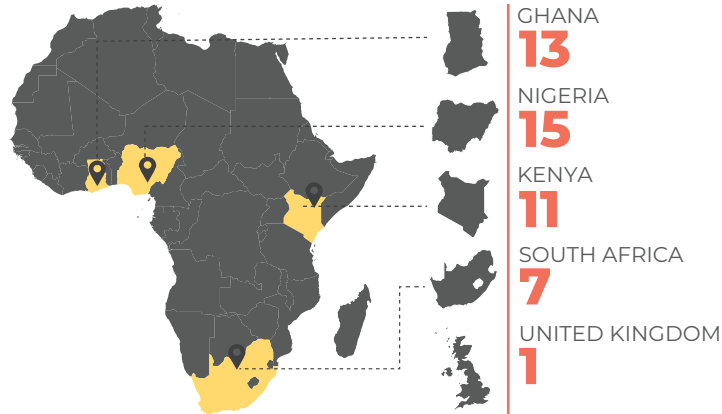 GHANA
13
NIGERIA
15
KENYA
11
SOUTH AFRICA
7
UNITED KINGDOM
1